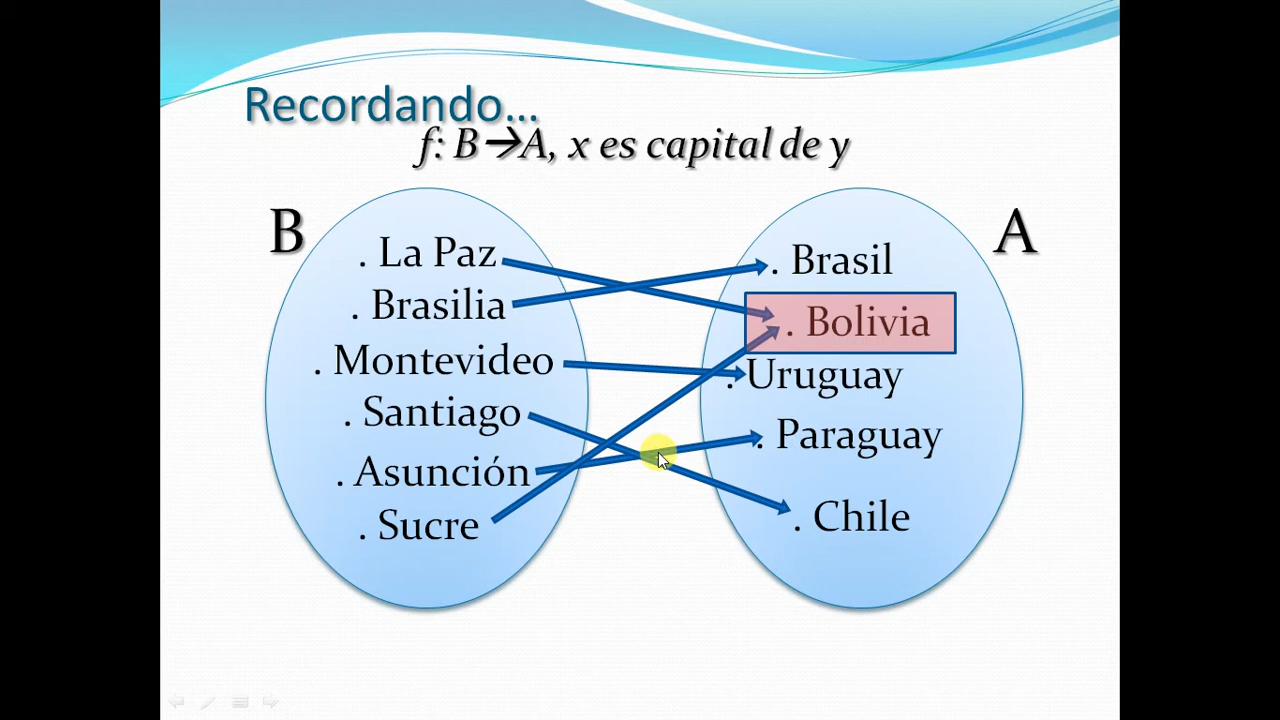 Recordando...
f: B→A, x es capital de y
B
A
. La Paz
. Brasilia
. Montevideo
. Santiago
. Asunción
. Sucre
. Brasil
. Bolivia
. Uruguay
. Paraguay
. Chile